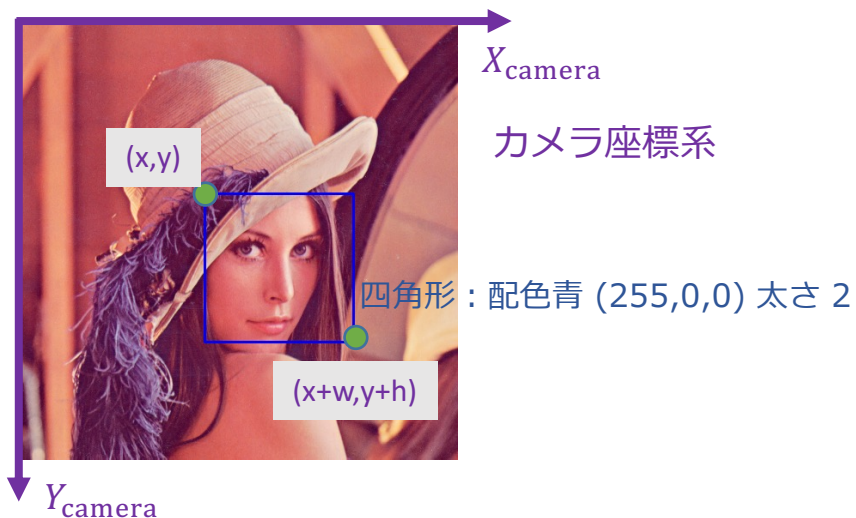 X_camera
カメラ座標系
(x,y)
四角形：配色青 (255,0,0) 太さ 2
(x+w,y+h)
Y_camera